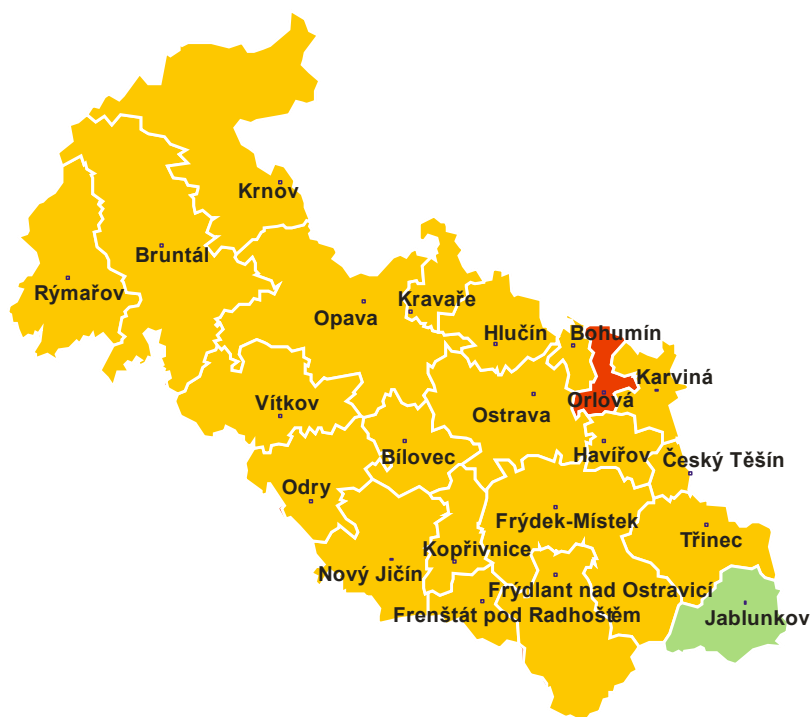 Krnov
Bruntál
Rýmařov
Kravaře
Opava
Hlučín
Bohumín
Karviná
Orlová
Vítkov
Ostrava
Bílovec
Havířov
Český Těšín
Odry
Frýdek-Místek
Třinec
Kopřivnice
Nový Jičín
Frýdlant nad Ostravicí
Frenštát pod Radhoštěm
Jablunkov